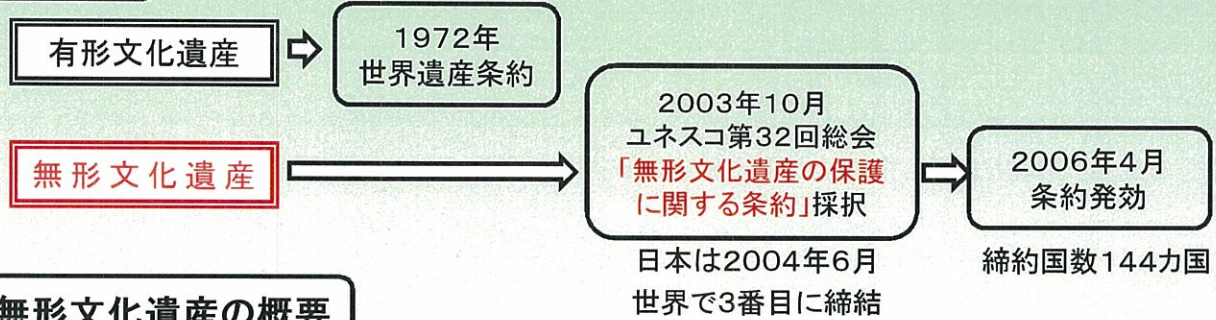 有形文化遺産
1972年
世界遺産条約
無形文化遺産
2003年10月
ユネスコ第32回総会
「無形文化遺産の保護
に関する条約」採択
2006年4月
条約発効
日本は2004年6月
世界で3番目に締結
締約国数144カ国
無形文化遺産の概要